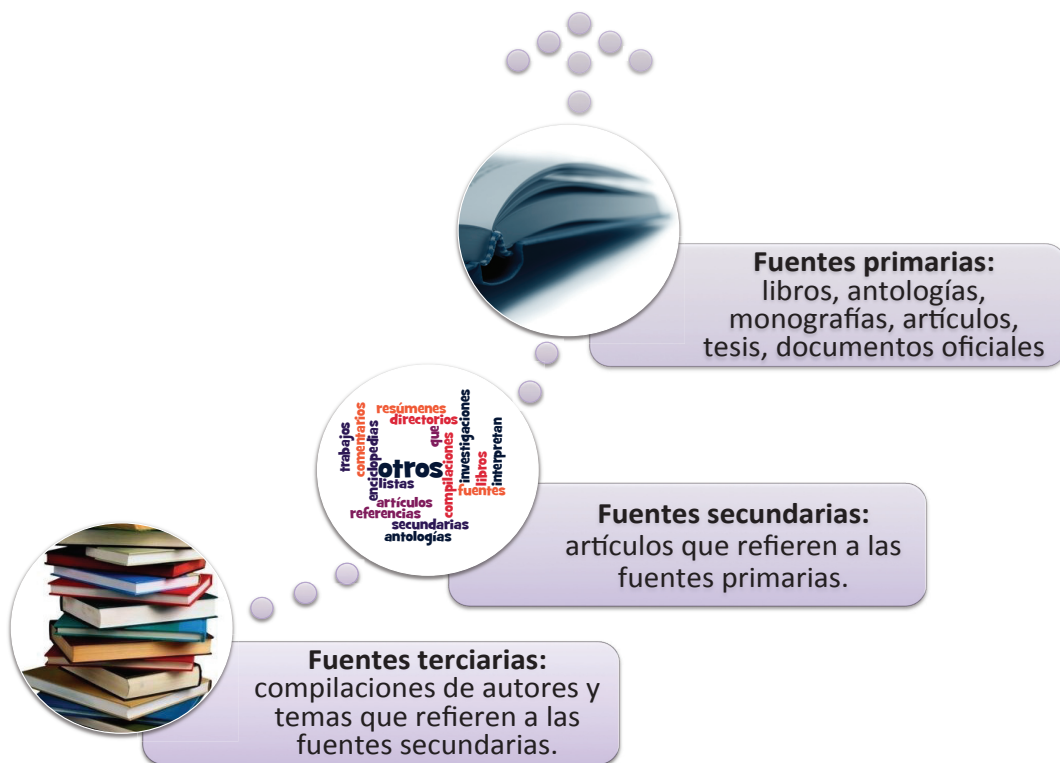 Fuentes primarias:
libros, antologías,
monografías, artículos,
tesis, documentos oficiales
trabajos
comentarios
enciclopedias
resúmenes
directorios
que
compilaciones
investigaciones
libros
interpretan
otros
listas
fuentes
artículos
referencias
secundarias
antologías
Fuentes secundarias:
artículos que refieren a las
fuentes primarias.
Fuentes terciarias:
compilaciones de autores y
temas que refieren a las
fuentes secundarias.